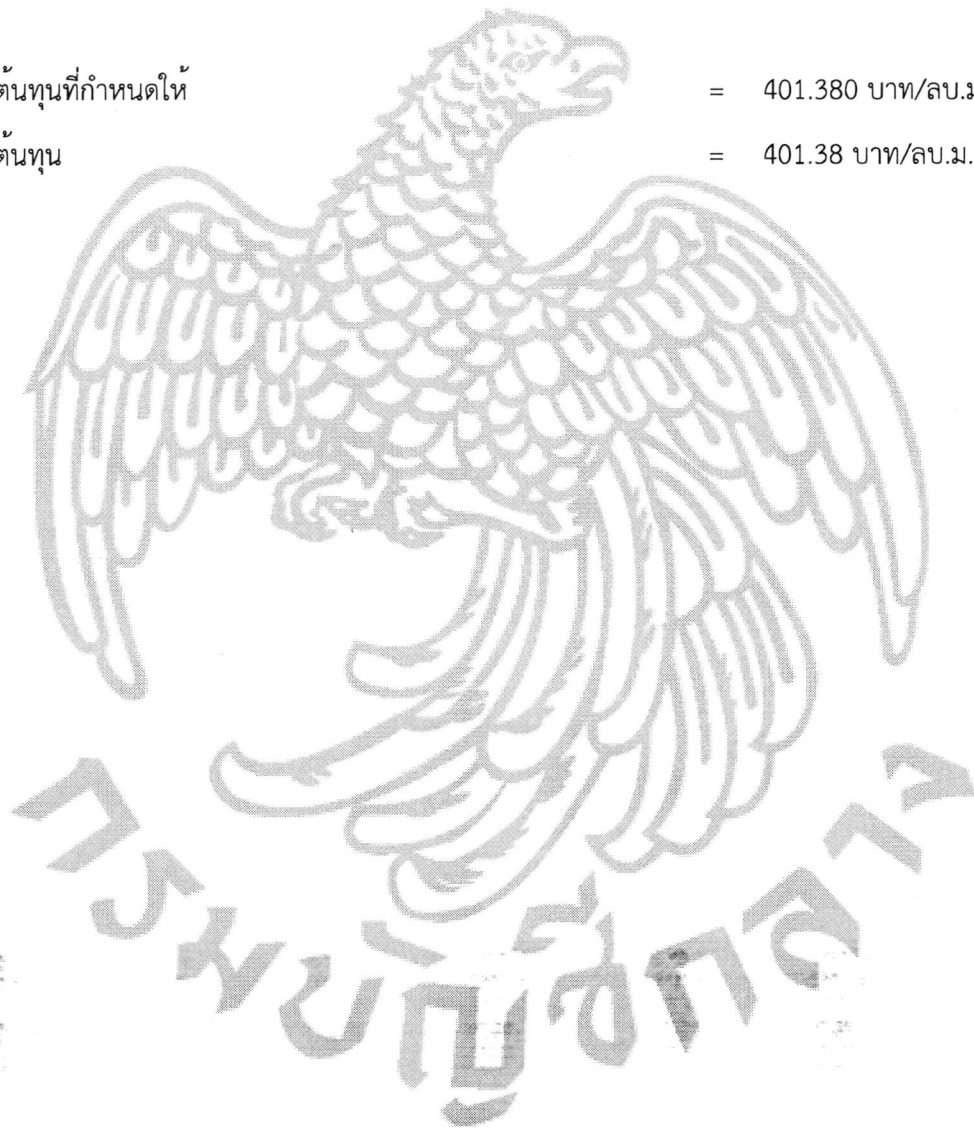 ต้นทุนที่กำหนดให้ = 401.380 บาท/ลบ.ม
ต้นทุน = 401.38 บาท/ลบ.ม.
กรมบัญชีกลาง